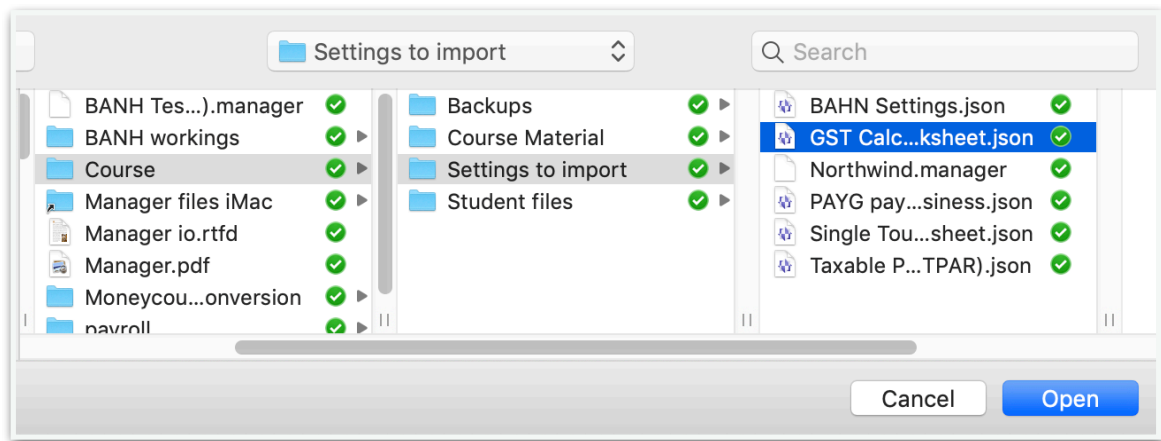 Settings to import
Search
BANH Tes...).manager
BANH workings
Course
Manager files iMac
Manager io.rtfd
Manager.pdf
Moneycou...onversion
payroll
Backups
Course Material
Settings to import
Student files
BAHN Settings.json
GST Calc...ksheet.json
Northwind.manager
PAYG pay...siness.json
Single Tou...sheet.json
Taxable P...TPAR).json
Cancel
Open